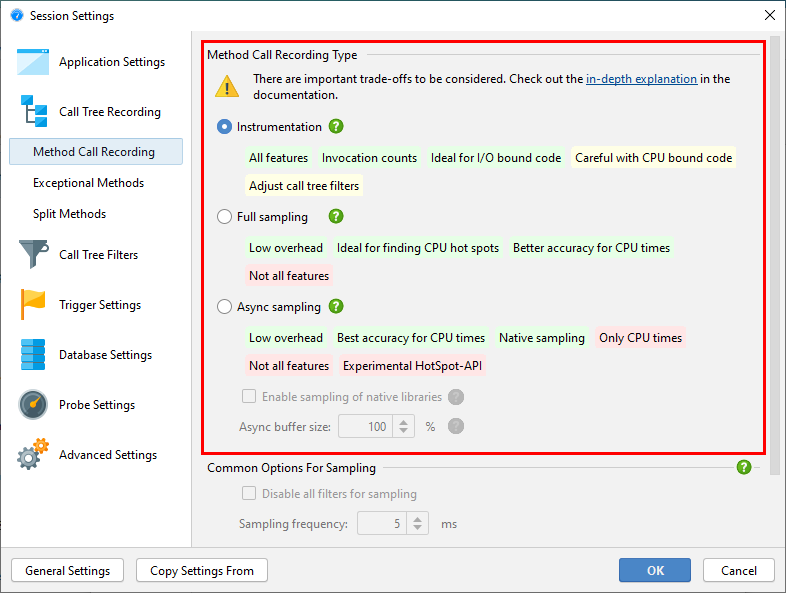 Session Settings
Application Settings
Call Tree Recording
Method Call Recording
Exceptional Methods
Split Methods
Call Tree Filters
Trigger Settings
Database Settings
Probe Settings
Advanced Settings
Method Call Recording Type
There are important trade-offs to be considered. Check out the in-depth explanation in the
documentation.
Instrumentation ?
All features Invocation counts Ideal for I/O bound code Careful with CPU bound code
Adjust call tree filters
Full sampling ?
Low overhead Ideal for finding CPU hot spots Better accuracy for CPU times
Not all features
Async sampling ?
Low overhead Best accuracy for CPU times Native sampling Only CPU times
Not all features Experimental HotSpot-API
Enable sampling of native libraries ?
Async buffer size: 100 % ?
Common Options For Sampling ?
Disable all filters for sampling
Sampling frequency: 5 ms
General Settings Copy Settings From OK Cancel